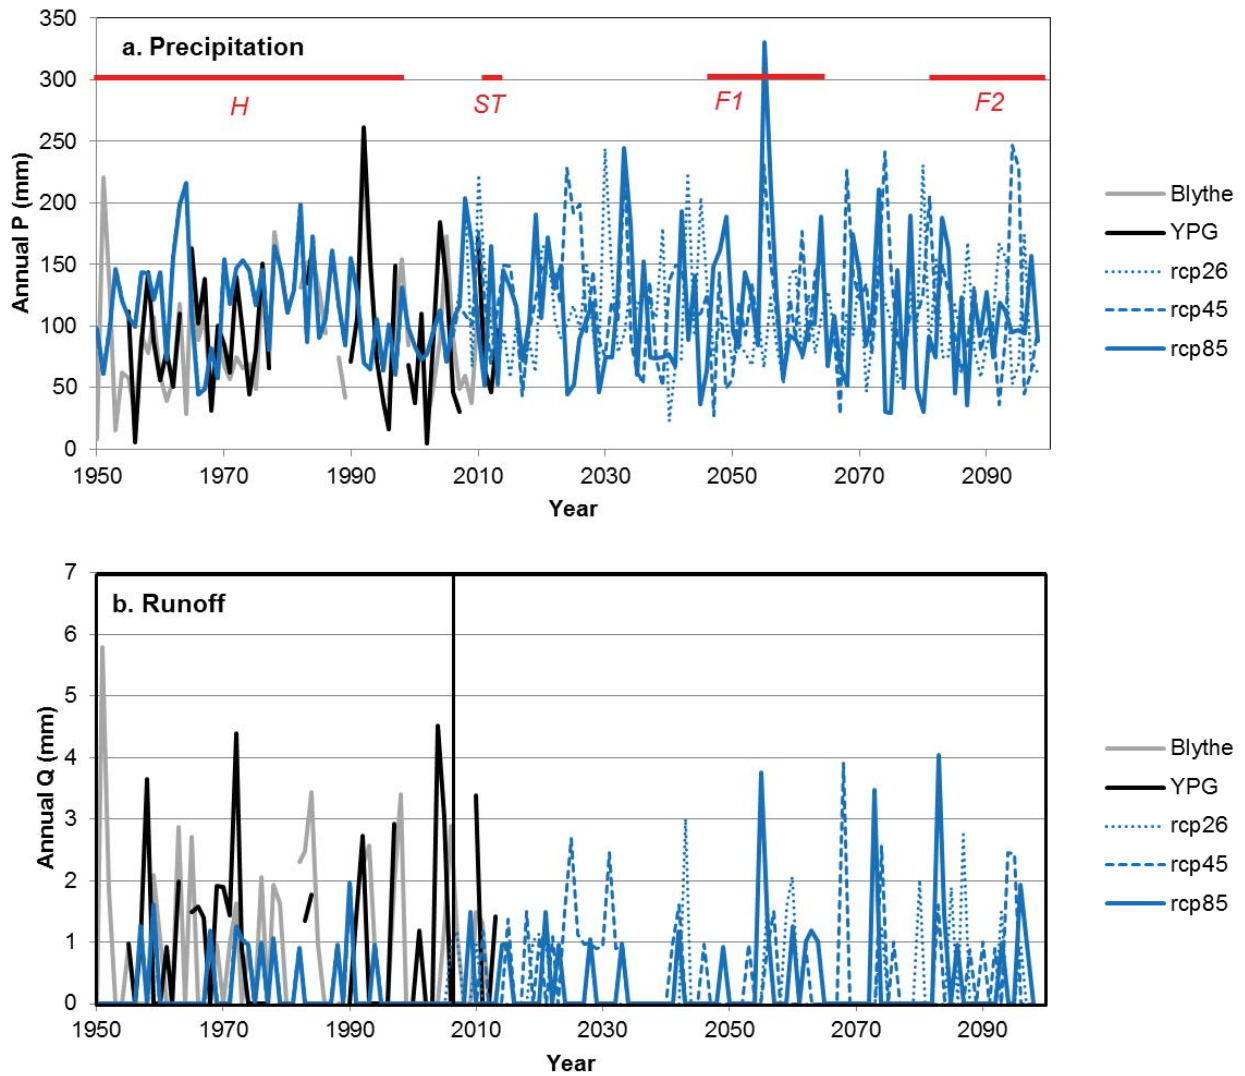 a. Precipitation
Annual P (mm)
350
300
250
200
150
100
50
0
H
ST
F1
F2
1950
1970
1990
2010
2030
2050
2070
2090
Year
Blythe
YPG
rcp26
rcp45
rcp85
b. Runoff
Annual Q (mm)
7
6
5
4
3
2
1
0
1950
1970
1990
2010
2030
2050
2070
2090
Year
Blythe
YPG
rcp26
rcp45
rcp85